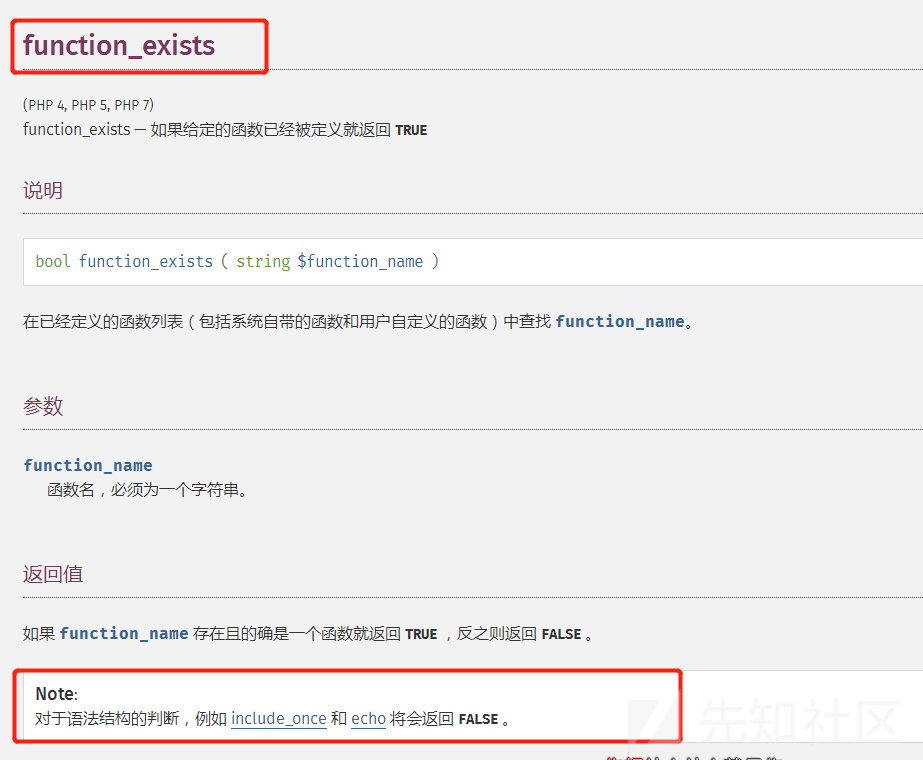 function_exists
(PHP 4, PHP 5, PHP 7)
function_exists — 如果给定的函数已经被定义就返回 TRUE
说明
bool function_exists ( string $function_name )
在已经定义的函数列表（包括系统自带的函数和用户自定义的函数）中查找 function_name。
参数
function_name
函数名，必须为一个字符串。
返回值
如果 function_name 存在且的确是一个函数就返回 TRUE ，反之则返回 FALSE 。
Note:
对于语法结构的判断，例如 include_once 和 echo 将会返回 FALSE 。
先知社区